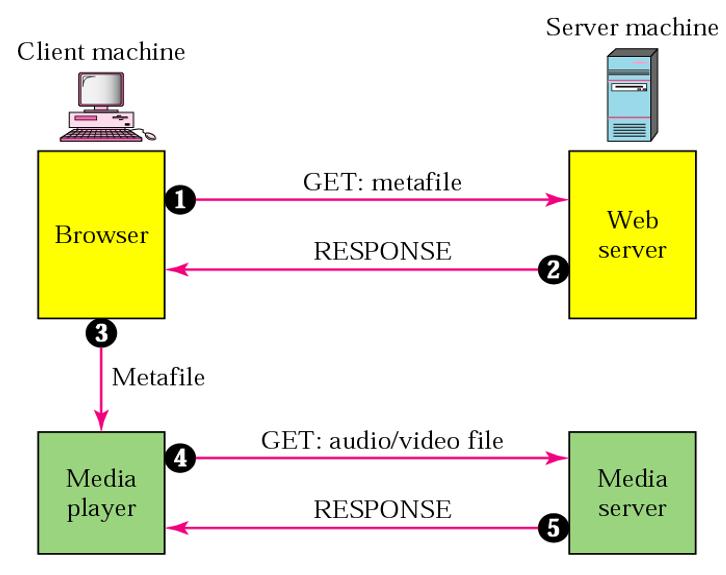 Server machine
Client machine
1
GET: metafile
Browser
Web
server
RESPONSE
2
3
Metafile
4
GET: audio/video file
Media
player
Media
server
RESPONSE
5